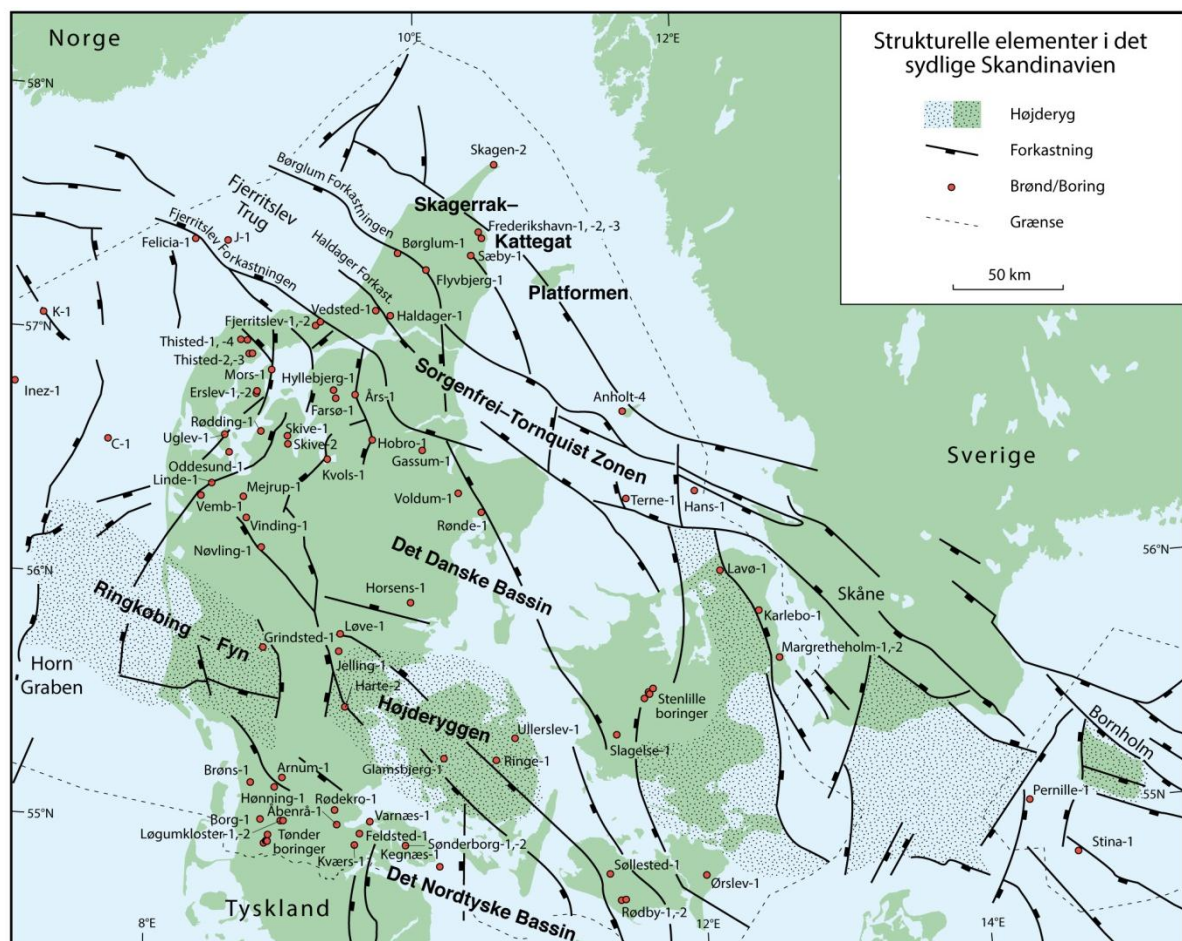 Norge
10°E
12°E
58°N
Strukturelle elementer i det
sydlige Skandinavien
Højderyg
Forkastning
Brønd/Boring
Grænse
50 km
Skagen-2
Børglum Forkastningen
Fjerritslev
Trug
Skagerrak–
Kattegat
Platformen
Frederikshavn-1, -2, -3
Fjerritslev Forkastningen
Felicia-1
J-1
Børglum-1
Sæby-1
Flyvbjerg-1
Haldager Forkast.
K-1
57°N
Vedsted-1
Haldager-1
Fjerritslev-1,-2
Thisted-1, -4
Thisted-2,-3
Mors-1
Inez-1
Hyllebjerg-1
Erslev-1,-2
Års-1
Farsø-1
Sorgenfrei–Tornquist Zonen
Anholt-4
Rødding-1
Uglev-1
Skive-1
Skive-2
C-1
Hobro-1
Gassum-1
Sverige
Oddesund-1
Kvols-1
Linde-1
Mejrup-1
Vemb-1
Voldum-1
Terne-1
Hans-1
Vinding-1
Rønde-1
Nøvling-1
56°N
56°N
Det Danske Bassin
Lavø-1
Skåne
Horsens-1
Karlebo-1
Ringkøbing – Fyn
Højderyggen
Grindsted-1
Løve-1
Margretheholm-1,-2
Horn
Graben
Jelling-1
Harte-2
Stenlille
boringer
Ullerslev-1
Slagelse-1
Bornholm
Glamsbjerg-1
Ringe-1
Brøns-1
Arnum-1
Hønning-1
Rødekro-1
Pernille-1
55°N
55°N
Åbenrå-1
Varnæs-1
Borg-1
Løgumkloster-1,-2
Feldsted-1
Sønderborg-1,-2
Tønder
boringer
Kværs-1
Kegnæs-1
Stina-1
Søllested-1
Ørslev-1
Det Nordtyske Bassin
Rødby-1,-2
Tyskland
8°E
12°E
14°E